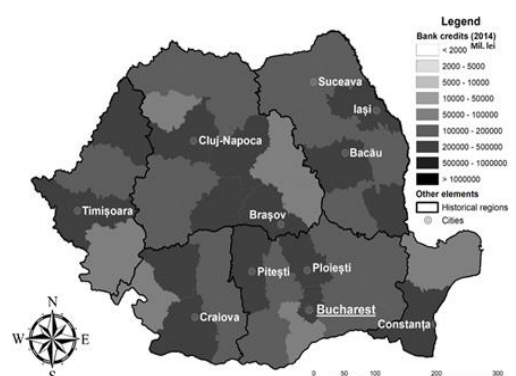 Legend
Bank credits (2014)
< 2000 Mil. lei
2000 - 5000
5000 - 10000
10000 - 50000
50000 - 100000
100000 - 200000
200000 - 500000
500000 - 1000000
> 1000000
Other elements
Historical regions
Cities
Suceava
Iași
Cluj-Napoca
Bacău
Timișoara
Brașov
Pitești
Ploiești
Bucharest
Craiova
Constanța
N
W E
S
0 50 100 200 300